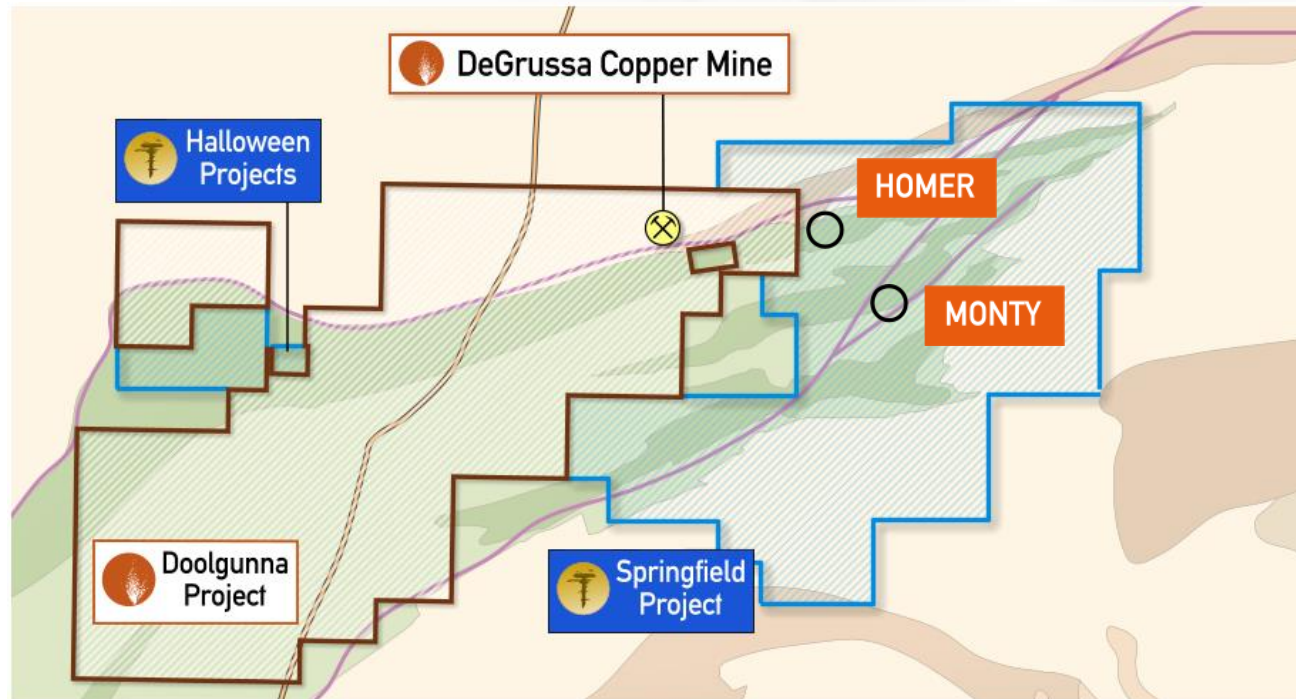 DeGrussa Copper Mine
Halloween
Projects
HOMER
MONTY
Doolgunna
Project
Springfield
Project